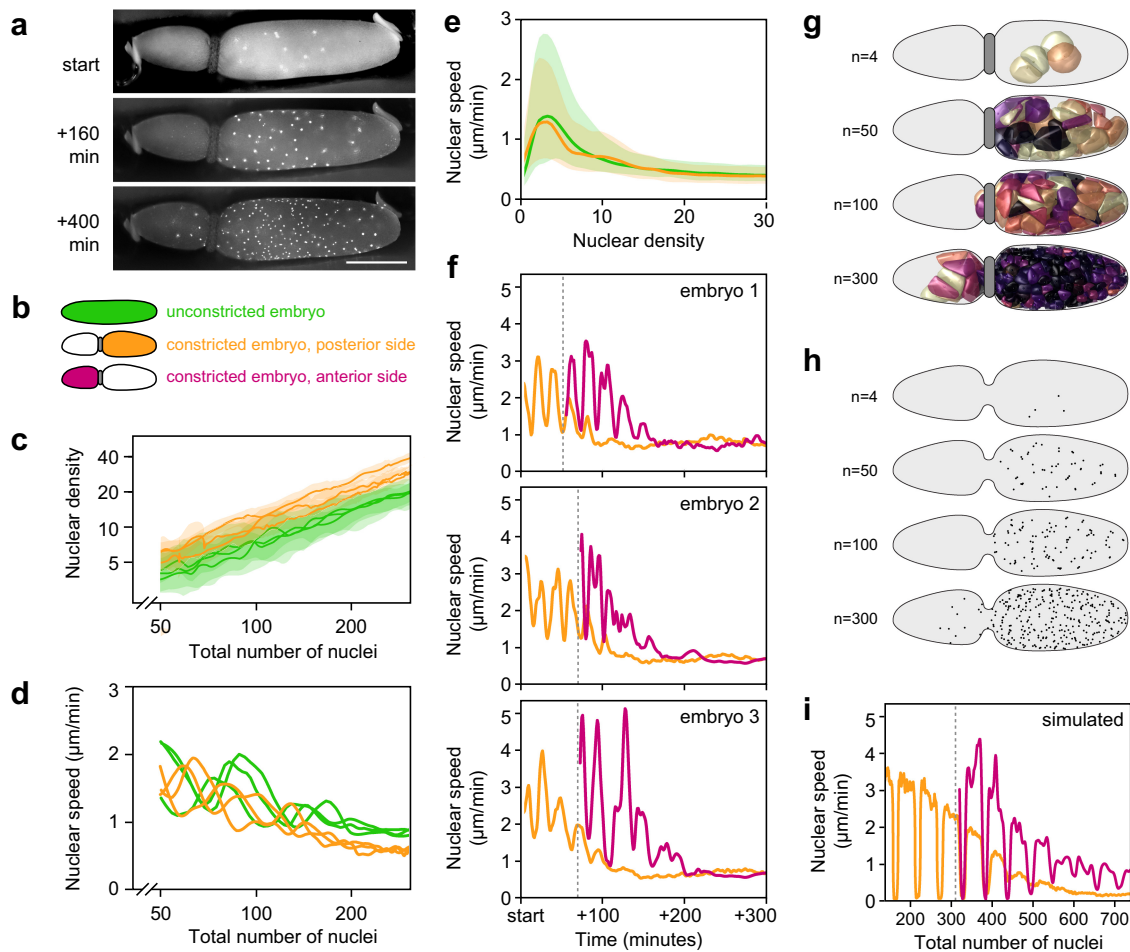 a
start
+160
min
+400
min
b
unconstricted embryo
constricted embryo, posterior side
constricted embryo, anterior side
c
Nuclear density
40
20
10
5
50
100
200
Total number of nuclei
d
Nuclear speed (μm/min)
3
2
1
0
50
100
200
Total number of nuclei
e
Nuclear speed
(μm/min)
3
2
1
0
0
10
20
30
Nuclear density
f
embryo 1
Nuclear speed
(μm/min)
5
4
3
2
1
0
embryo 2
Nuclear speed
(μm/min)
5
4
3
2
1
0
embryo 3
Nuclear speed
(μm/min)
5
4
3
2
1
0
start
+100
+200
+300
Time (minutes)
g
n=4
n=50
n=100
n=300
h
n=4
n=50
n=100
n=300
i
simulated
Nuclear speed
(μm/min)
5
4
3
2
1
0
200
300
400
500
600
700
Total number of nuclei